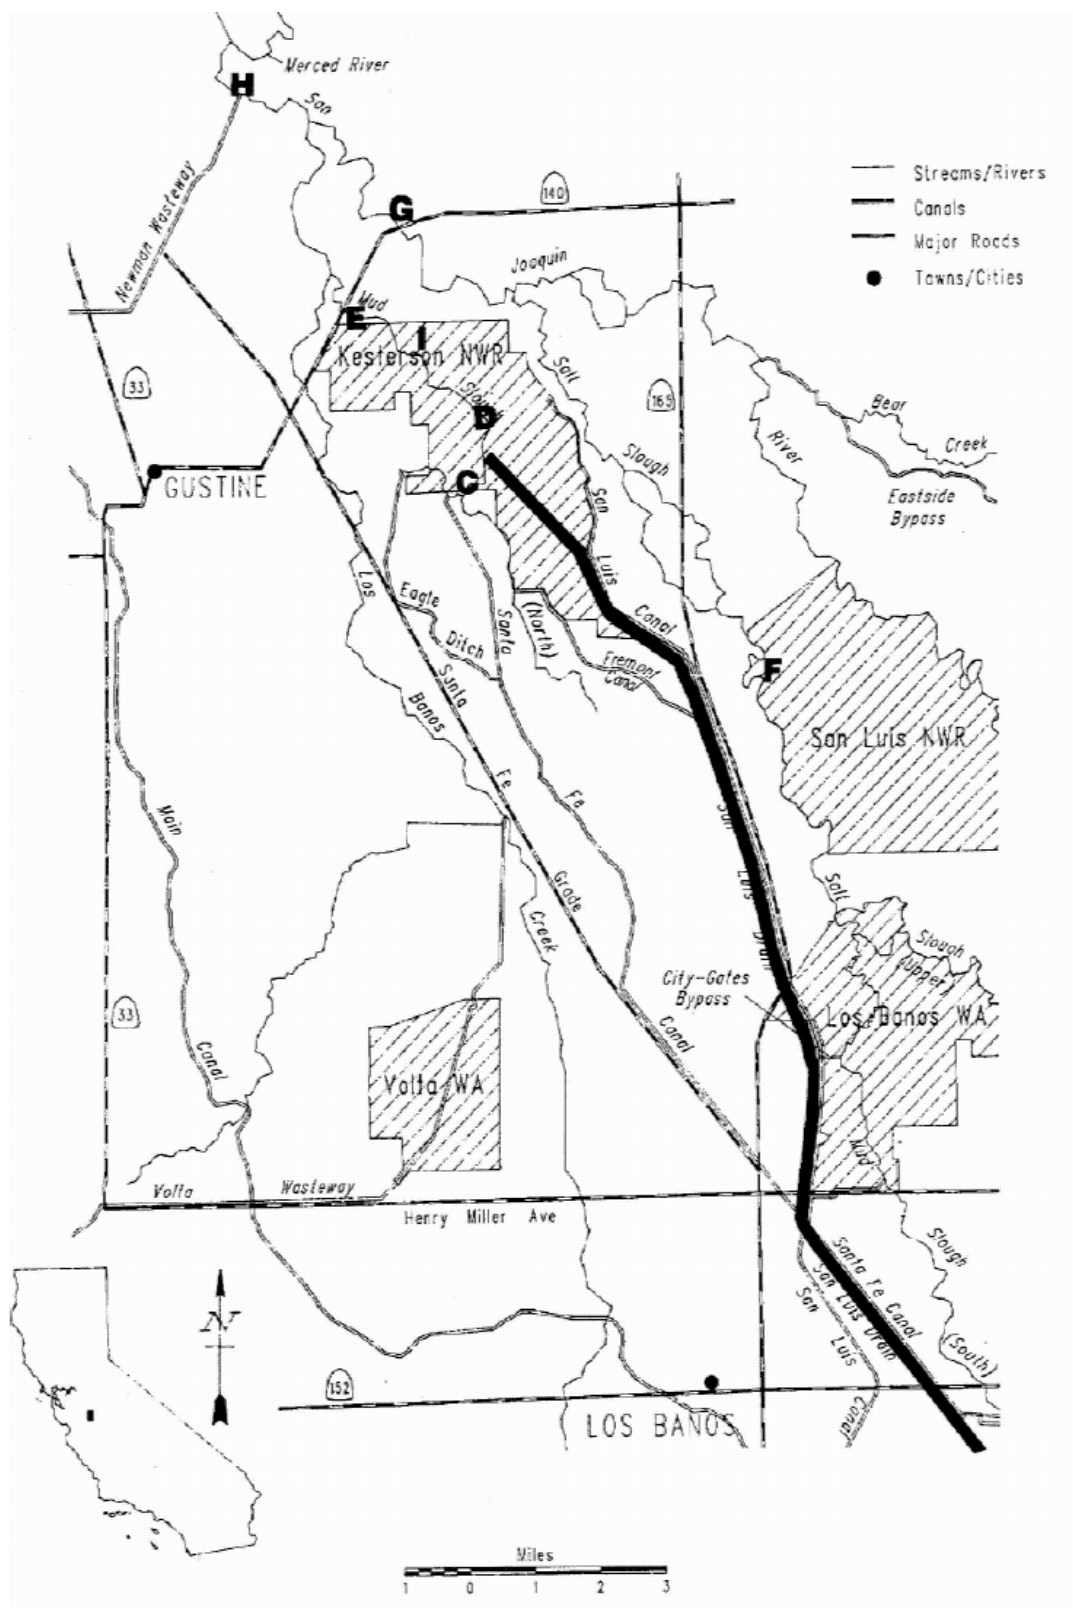 Merced River
H
San
Newman Wasteway
G
140
Streams/Rivers
Canals
Major Roads
Towns/Cities
Joaquin
Mud
E
I
Kesterson NWR
33
Salt
165
Slough
D
Bear
Creek
River
Slough
GUSTINE
C
San
Eastside
Bypass
Los
Luis
Eagle
Ditch
Santa
(North)
Canal
Fremont
Canal
F
Santa
Banos
San Luis NWR
Fe
Fe
Main
San
Luis
Drain
Grade
Salt
Creek
Slough
(Upper)
City-Gates
Bypass
33
Canal
Canal
Los Banos WA
Volta WA
Mud
Volta
Wasteway
Henry Miller Ave
Slough
Santa Fe Canal
San Luis Drain
San
Luis
Canal
(South)
N
152
LOS BANOS
Miles
1 0 1 2 3